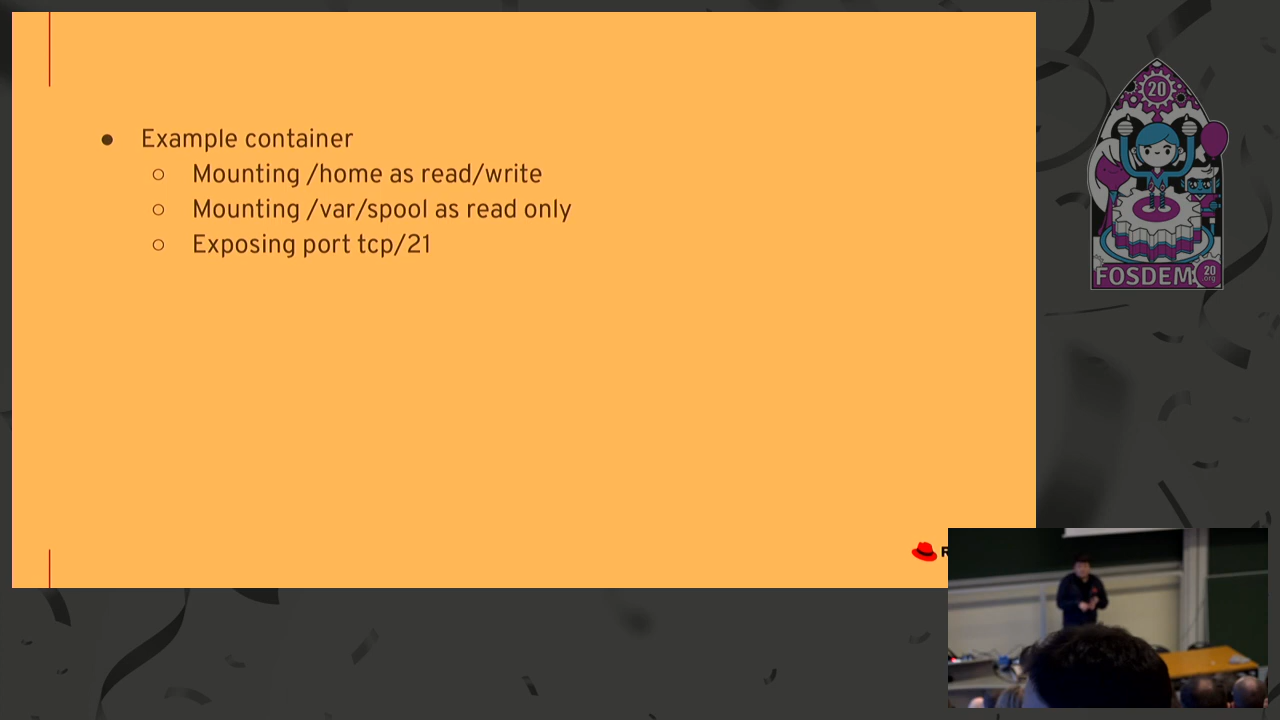 ● Example container
○ Mounting /home as read/write
○ Mounting /var/spool as read only
○ Exposing port tcp/21
20
FOSDEM
20
.org